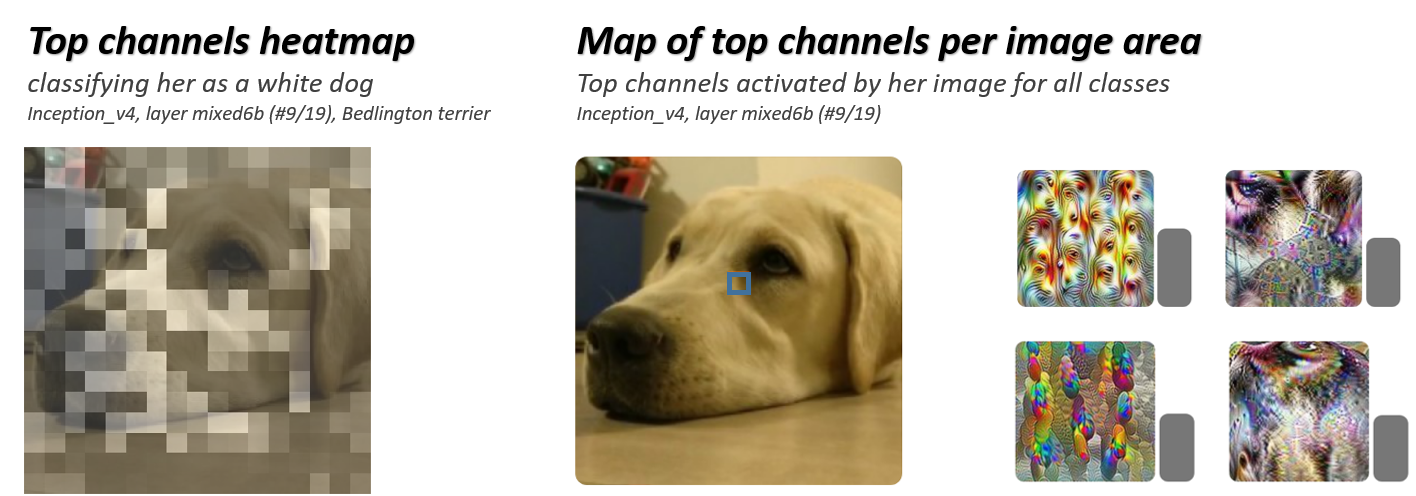 Top channels heatmap
classifying her as a white dog
Inception_v4, layer mixed6b (#9/19), Bedlington terrier
Map of top channels per image area
Top channels activated by her image for all classes
Inception_v4, layer mixed6b (#9/19)